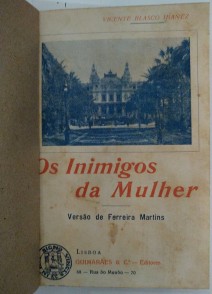 VICENTE BLASCO IBAÑEZ
Os Inimigos
da Mulher
Versão de Ferreira Martins
LISBOA
GUIMARÃES & C.ª — Editores
68 — Rua do Mundo — 70